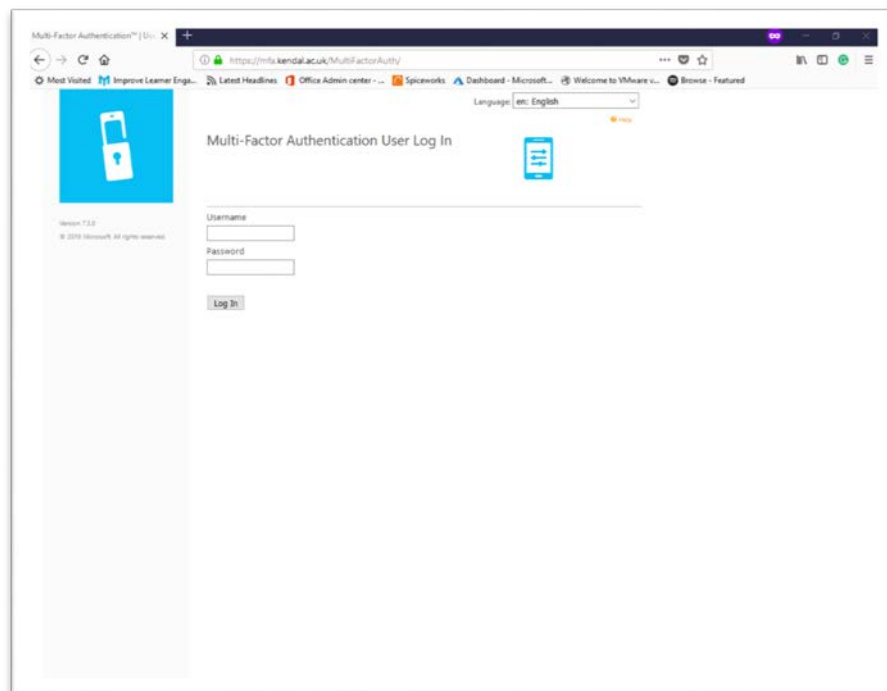 Multi-Factor Authentication™ | Us
https://mfa.kendal.ac.uk/MultiFactorAuth/
Most Visited Improve Learner Enga... Latest Headlines Office Admin center - ... Spiceworks Dashboard - Microsoft... Welcome to VMware v... Browse - Featured
Language: en: English
Help
Multi-Factor Authentication User Log In
Version 7.3.0
© 2018 Microsoft. All rights reserved.
Username
Password
Log In